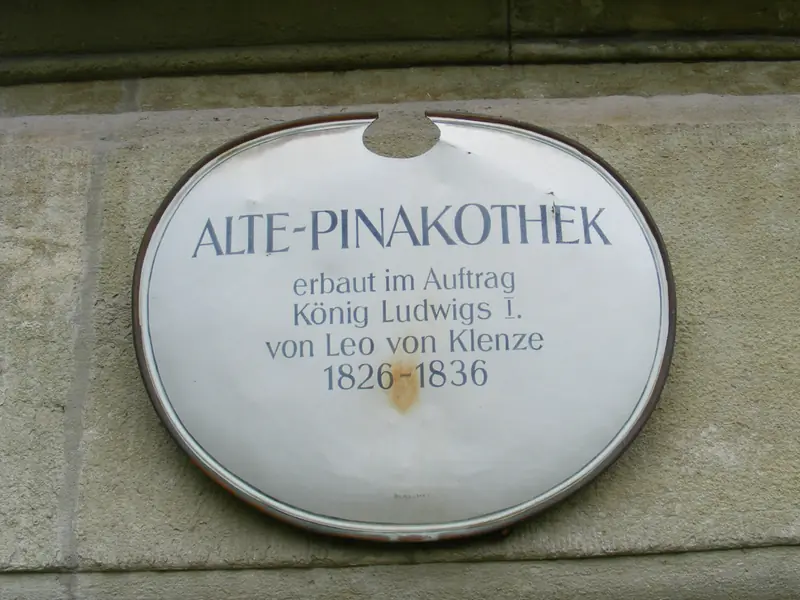 ALTE-PINAKOTHEK
erbaut im Auftrag
König Ludwigs I.
von Leo von Klenze
1826-1836